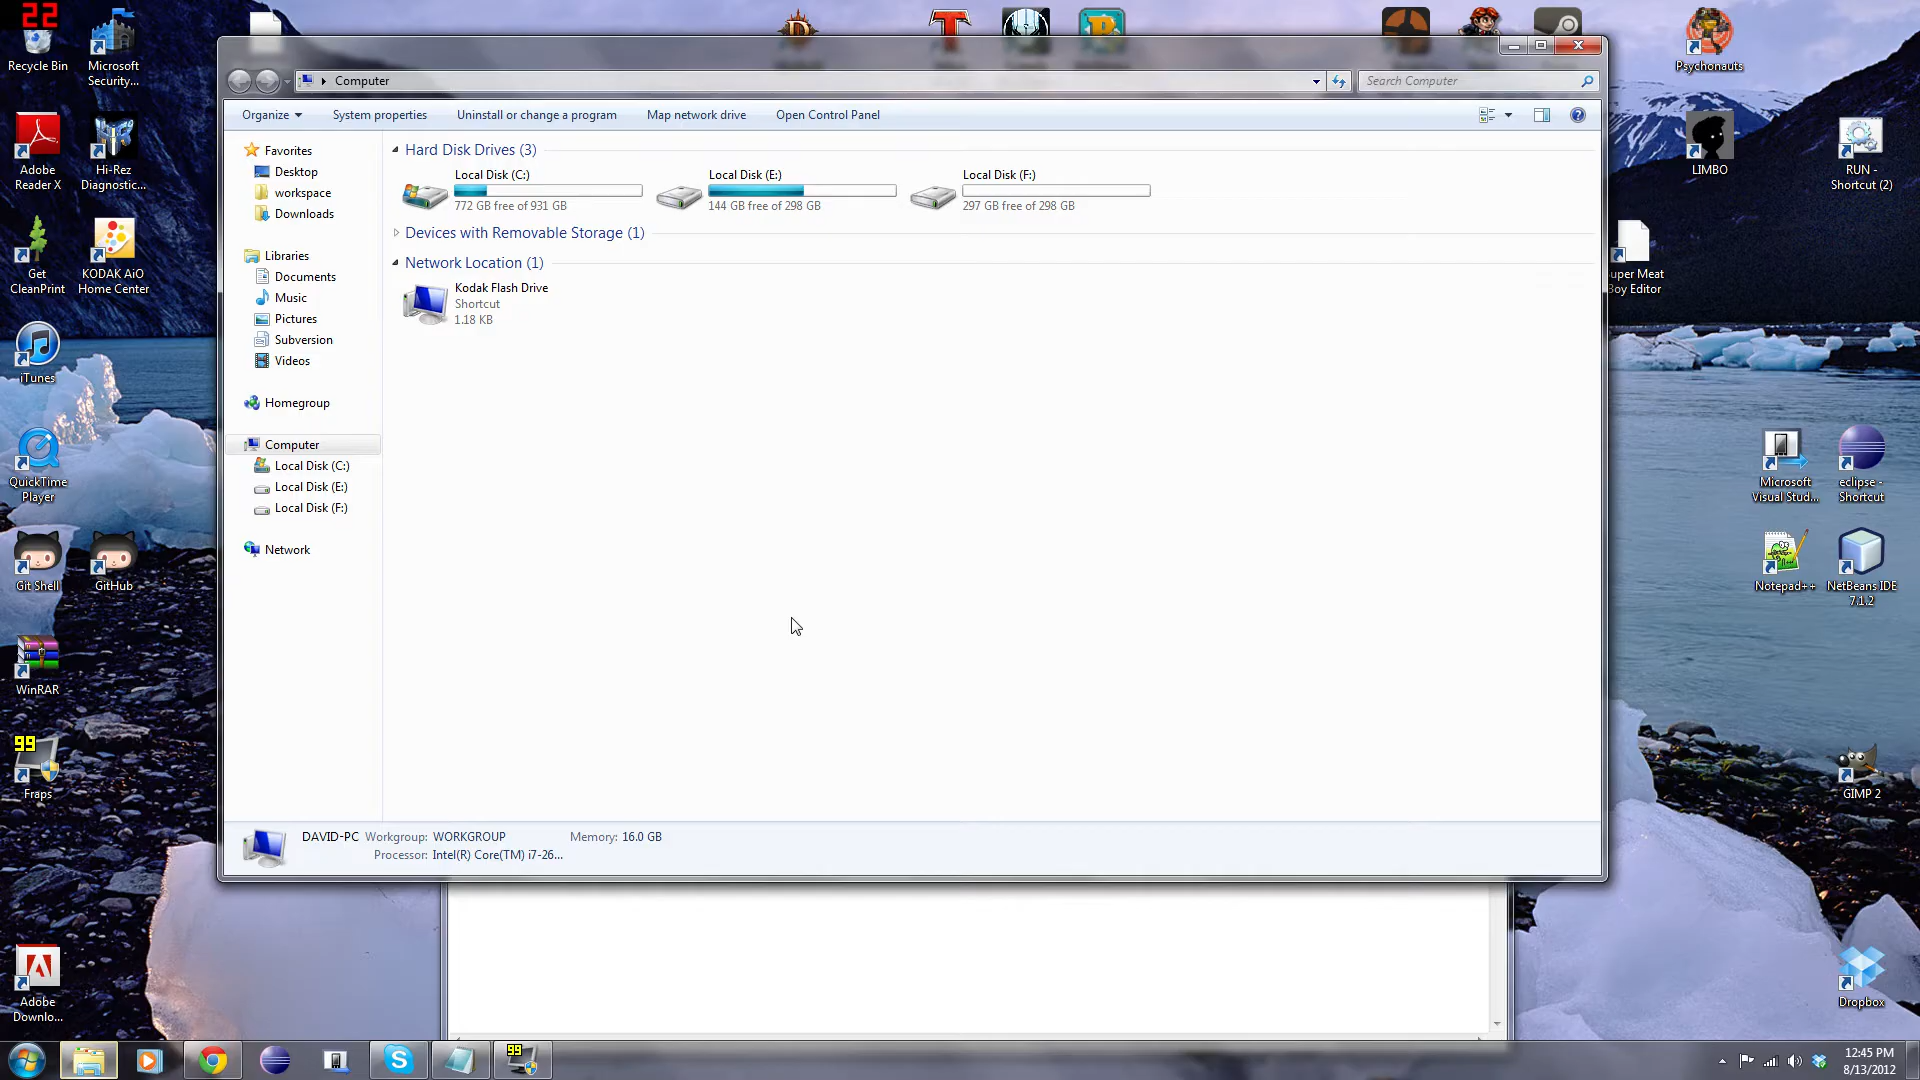 22
Recycle Bin
Microsoft
Security...
Psychonauts
Adobe
Reader X
Hi-Rez
Diagnostic...
LIMBO
RUN -
Shortcut (2)
Get
CleanPrint
KODAK AiO
Home Center
uper Meat
oy Editor
iTunes
QuickTime
Player
Microsoft
Visual Stud...
eclipse -
Shortcut
Git Shell
GitHub
Notepad++
NetBeans IDE
7.1.2
WinRAR
99
Fraps
GIMP 2
Adobe
Downlo...
Dropbox
Computer
Search Computer
Organize
System properties
Uninstall or change a program
Map network drive
Open Control Panel
Favorites
Desktop
workspace
Downloads
Libraries
Documents
Music
Pictures
Subversion
Videos
Homegroup
Computer
Local Disk (C:)
Local Disk (E:)
Local Disk (F:)
Network
Hard Disk Drives (3)
Local Disk (C:)
772 GB free of 931 GB
Local Disk (E:)
144 GB free of 298 GB
Local Disk (F:)
297 GB free of 298 GB
Devices with Removable Storage (1)
Network Location (1)
Kodak Flash Drive
Shortcut
1.18 KB
DAVID-PC Workgroup: WORKGROUP Memory: 16.0 GB
Processor: Intel(R) Core(TM) i7-26...
99
12:45 PM
8/13/2012